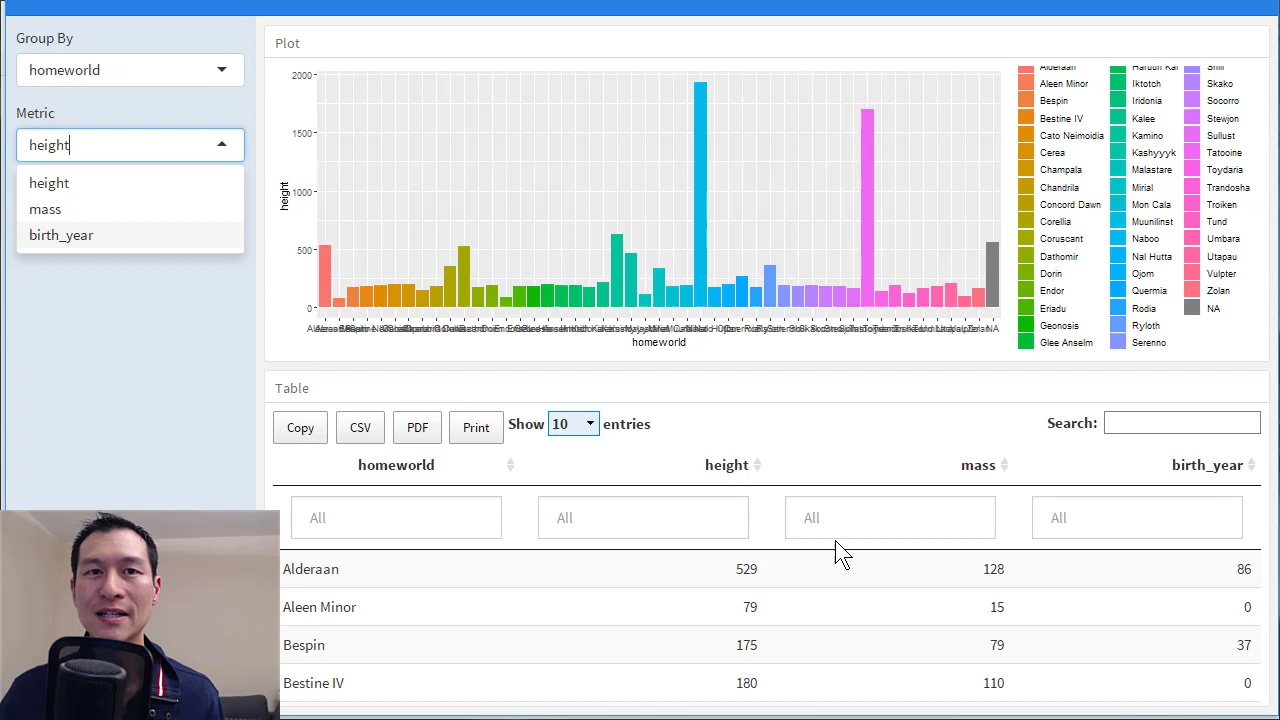 Group By
homeworld
Metric
height
height
mass
birth_year
Plot
2000
1500
1000
500
0
height
homeworld
NA
Alderaan
Aleen Minor
Bespin
Bestine IV
Cato Neimoidia
Cerea
Champala
Chandrila
Concord Dawn
Corellia
Coruscant
Dathomir
Dorin
Endor
Eriadu
Geonosis
Glee Anselm
Haruun Kal
Iktotch
Iridonia
Kalee
Kamino
Kashyyyk
Malastare
Mirial
Mon Cala
Muunilinst
Naboo
Nal Hutta
Ojom
Quermia
Rodia
Ryloth
Serenno
Shili
Skako
Socorro
Stewjon
Sullust
Tatooine
Toydaria
Trandosha
Troiken
Tund
Umbara
Utapau
Vulpter
Zolan
NA
Table
Copy CSV PDF Print Show 10 entries Search:
homeworld height mass birth_year
All All All All
Alderaan 529 128 86
Aleen Minor 79 15 0
Bespin 175 79 37
Bestine IV 180 110 0